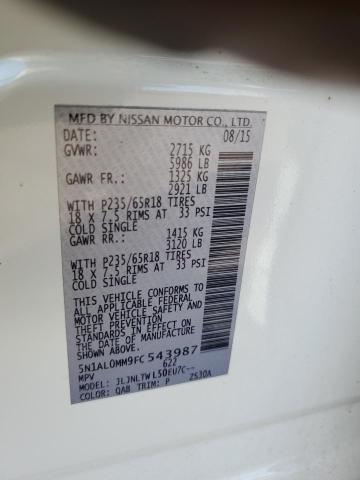 MFD BY NISSAN MOTOR CO., LTD.
DATE: 08/15
GVWR: 2715 KG
5986 LB
GAWR FR.: 1325 KG
2921 LB
WITH P235/65R18 TIRES
18 X 7.5 RIMS AT 33 PSI
COLD SINGLE
GAWR RR.: 1415 KG
3120 LB
WITH P235/65R18 TIRES
18 X 7.5 RIMS AT 33 PSI
COLD SINGLE
THIS VEHICLE CONFORMS TO
ALL APPLICABLE FEDERAL
MOTOR VEHICLE SAFETY AND
THEFT PREVENTION
STANDARDS IN EFFECT ON
THE DATE OF MANUFACTURE
SHOWN ABOVE.
5N1AL0MM9FC543987
MPV 622
MODEL: JLJNLTWL50EU7C--
COLOR: QAB TRIM: P ZS30A